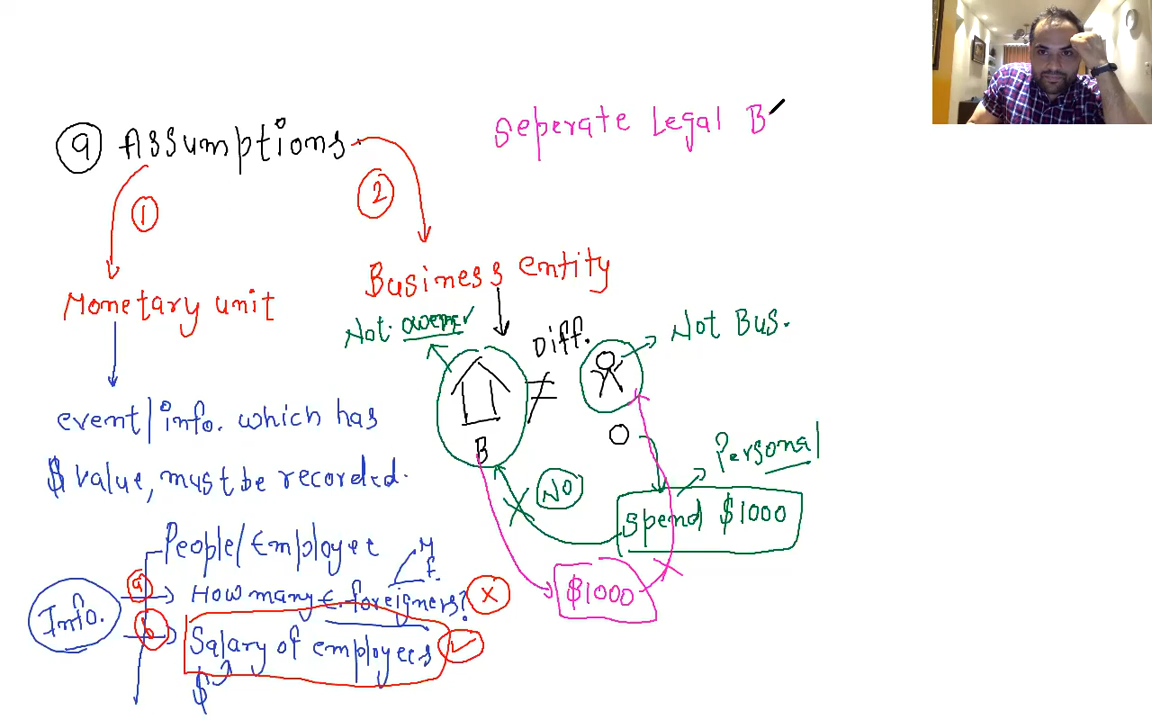 Seperate Legal B
9 Assumptions
1
2
Business entity
Monetary unit
Not owener
Diff.
Not Bus.
B
O
event/info. which has
$ value, must be recorded.
Personal
NO
Spend $1000
$1000
People/Employee
M
F.
Info.
a
How many E. foreigners?
X
b
Salary of employees
$